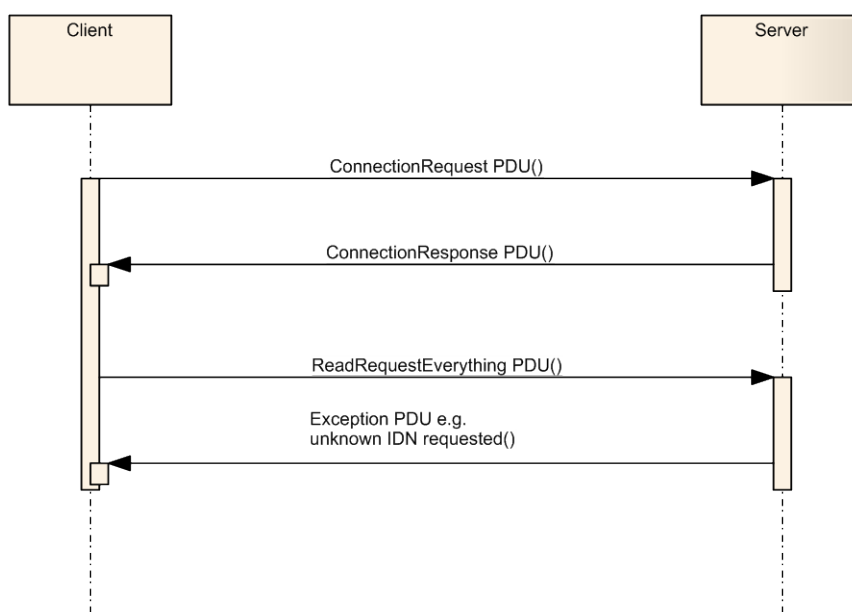 Client
Server
ConnectionRequest PDU()
ConnectionResponse PDU()
ReadRequestEverything PDU()
Exception PDU e.g.
unknown IDN requested()